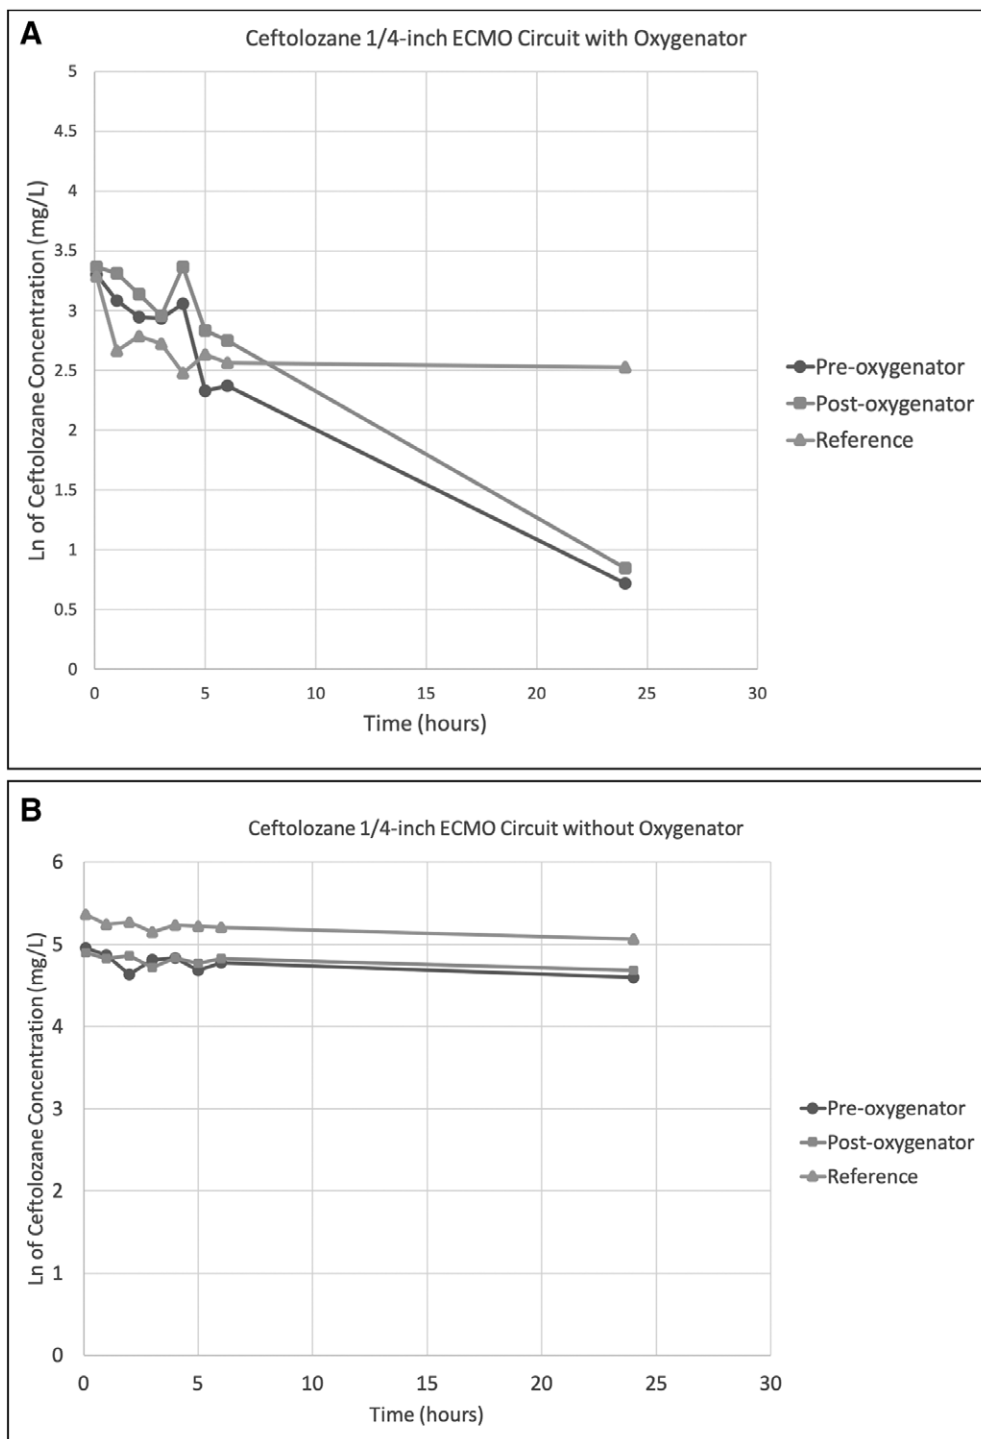 A
Ceftolozane 1/4-inch ECMO Circuit with Oxygenator
Ln of Ceftolozane Concentration (mg/L)
5
4.5
4
3.5
3
2.5
2
1.5
1
0.5
0
0 5 10 15 20 25 30
Time (hours)
Pre-oxygenator
Post-oxygenator
Reference
B
Ceftolozane 1/4-inch ECMO Circuit without Oxygenator
Ln of Ceftolozane Concentration (mg/L)
6
5
4
3
2
1
0
0 5 10 15 20 25 30
Time (hours)
Pre-oxygenator
Post-oxygenator
Reference